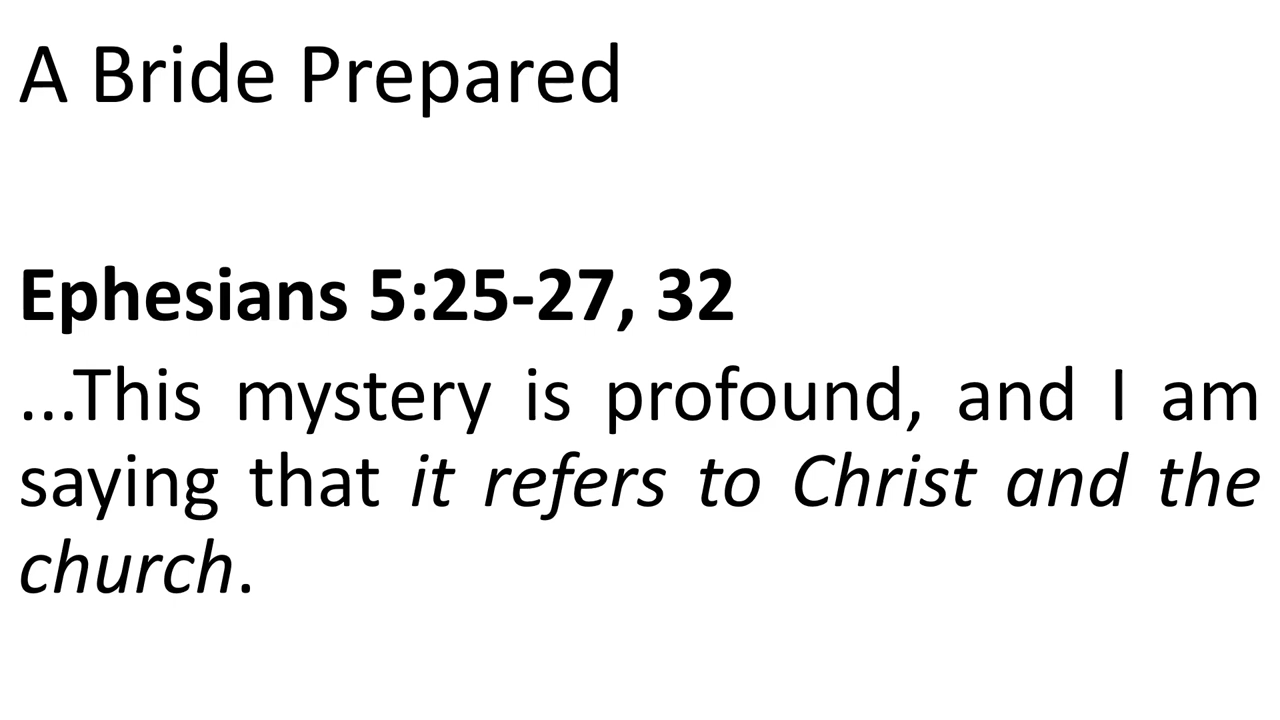 A Bride Prepared
Ephesians 5:25-27, 32
...This mystery is profound, and I am
saying that it refers to Christ and the
church.